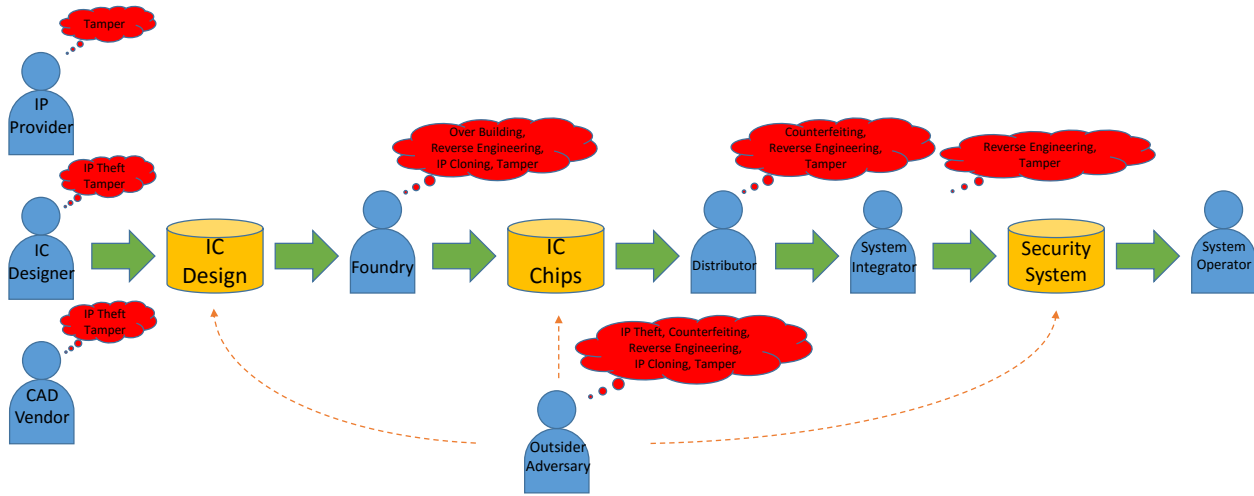 Tamper
IP
Provider
IP Theft
Tamper
IC
Designer
IP Theft
Tamper
CAD
Vendor
IC
Design
Over Building,
Reverse Engineering,
IP Cloning, Tamper
Foundry
IC
Chips
Counterfeiting,
Reverse Engineering,
Tamper
Distributor
System
Integrator
Reverse Engineering,
Tamper
Security
System
System
Operator
IP Theft, Counterfeiting,
Reverse Engineering,
IP Cloning, Tamper
Outsider
Adversary